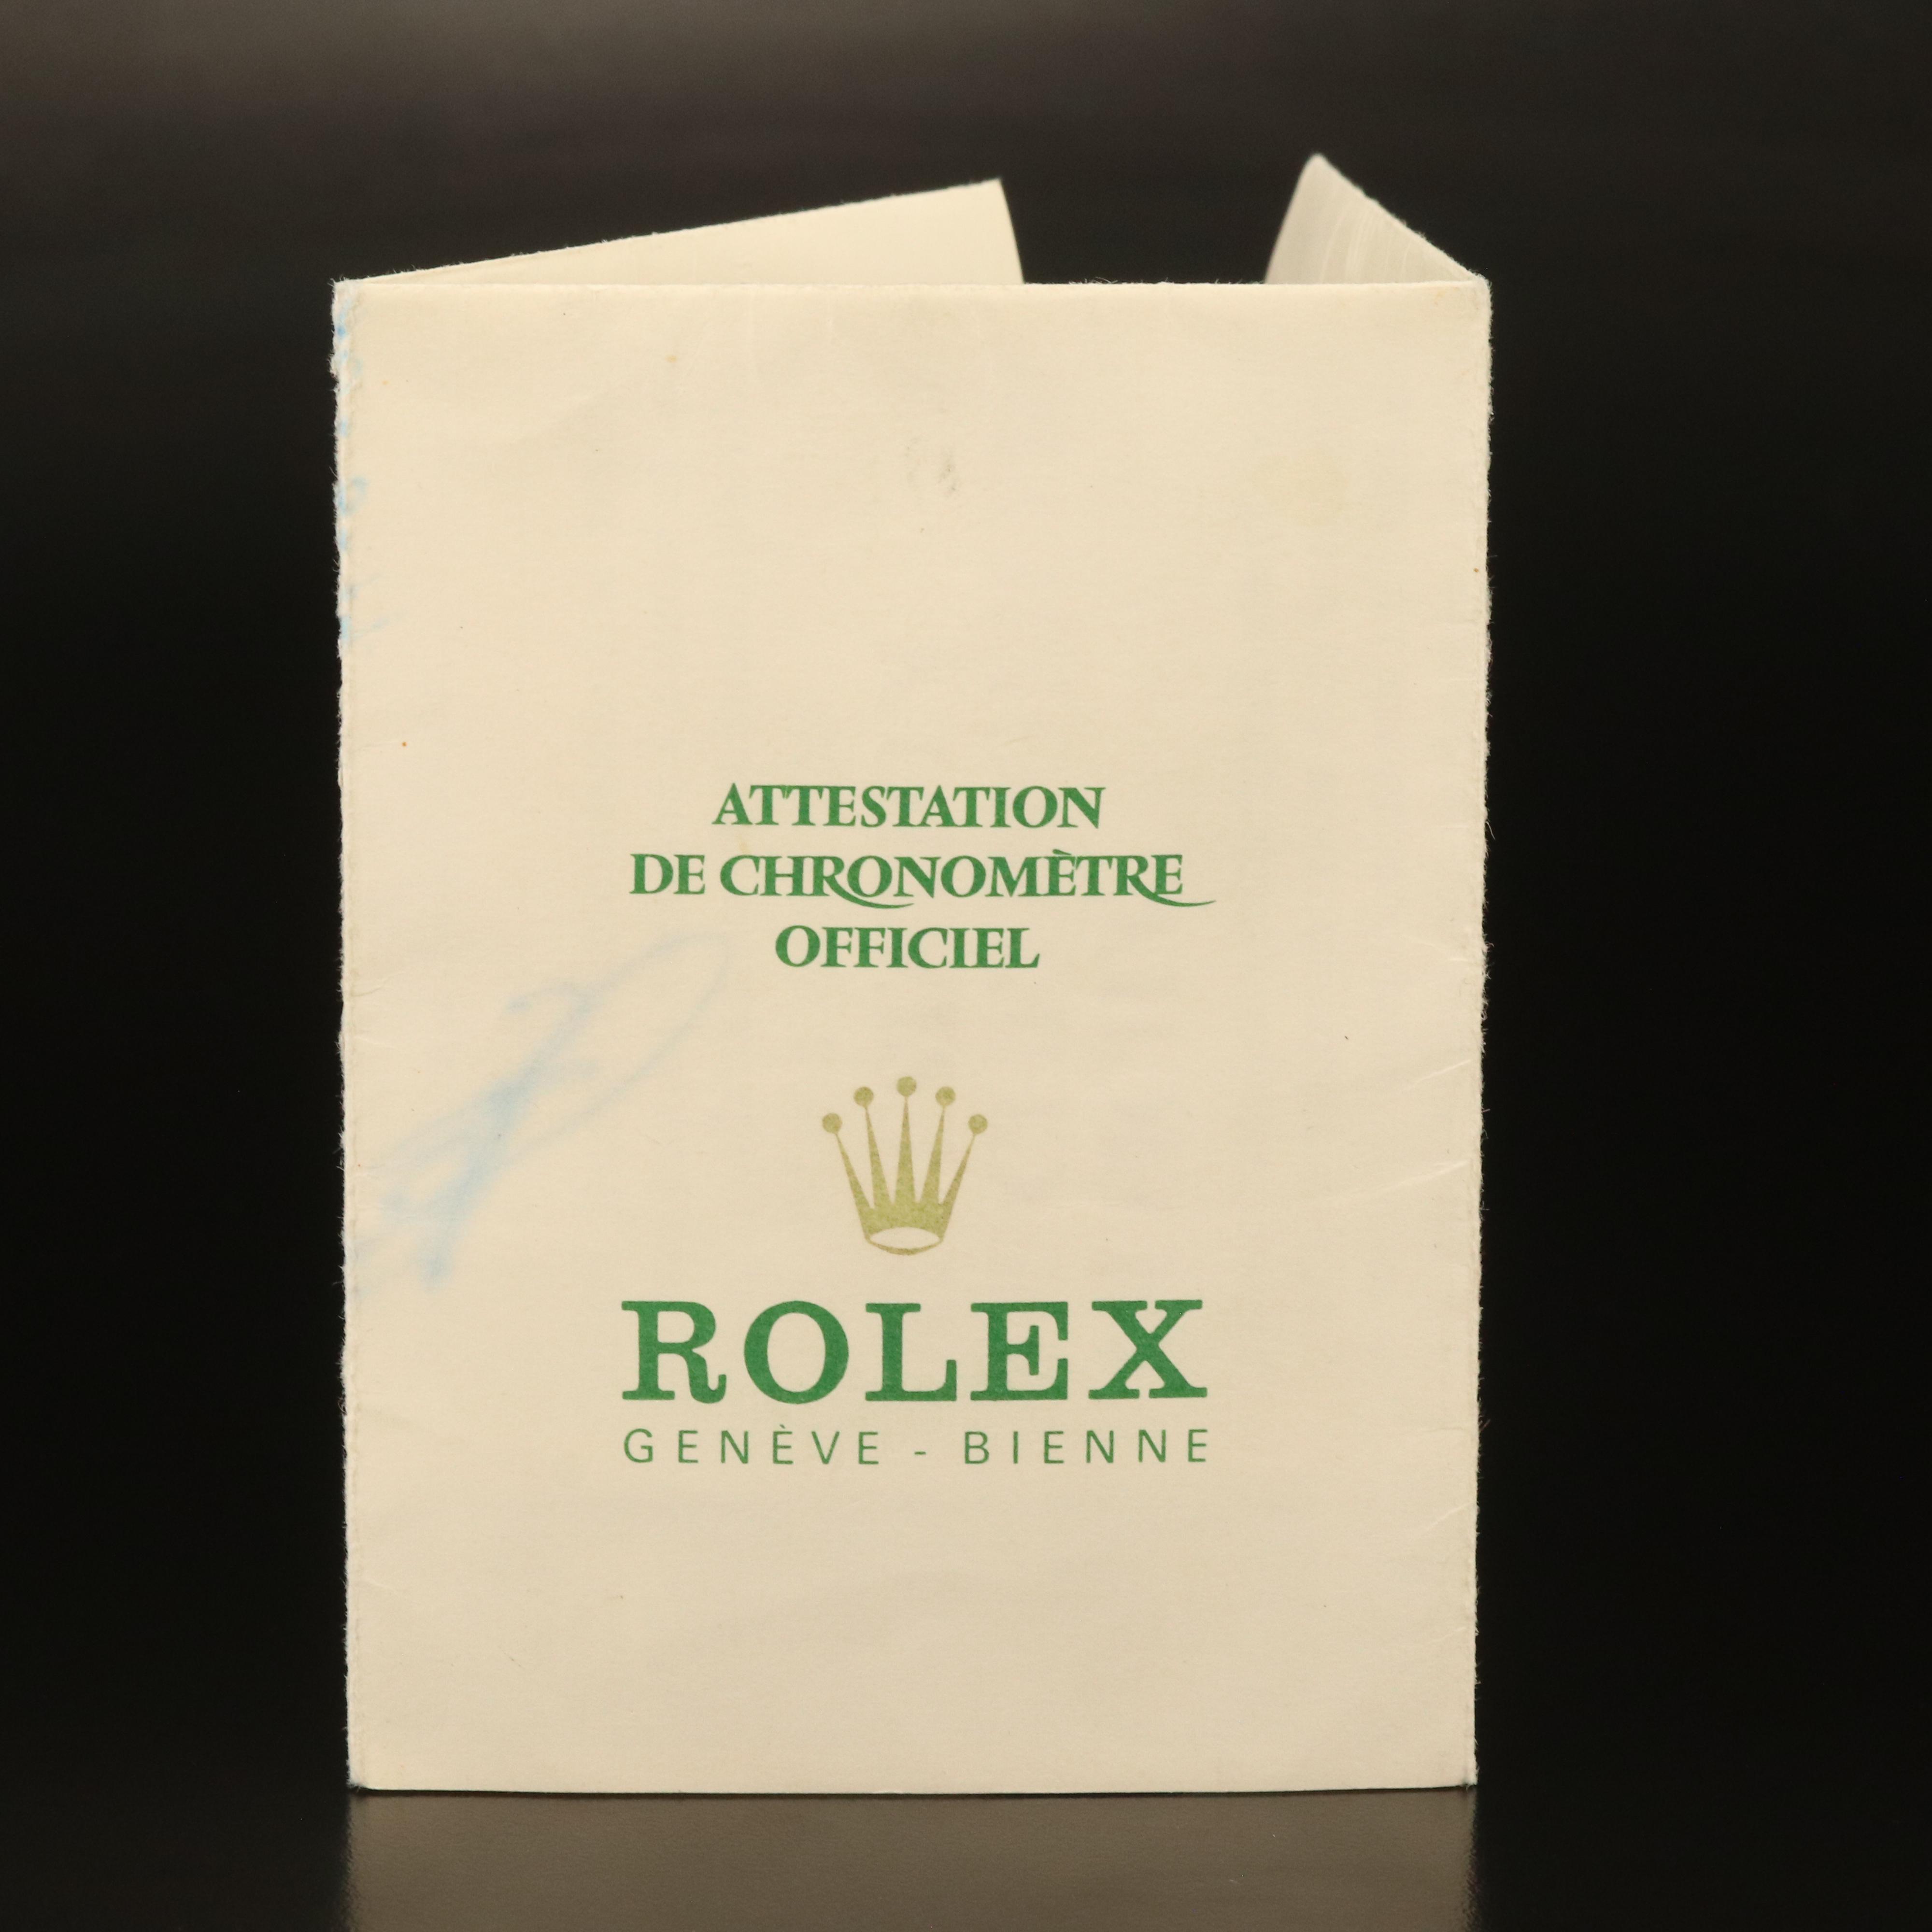 ATTESTATION
DE CHRONOMÈTRE
OFFICIEL
ROLEX
GENÈVE - BIENNE